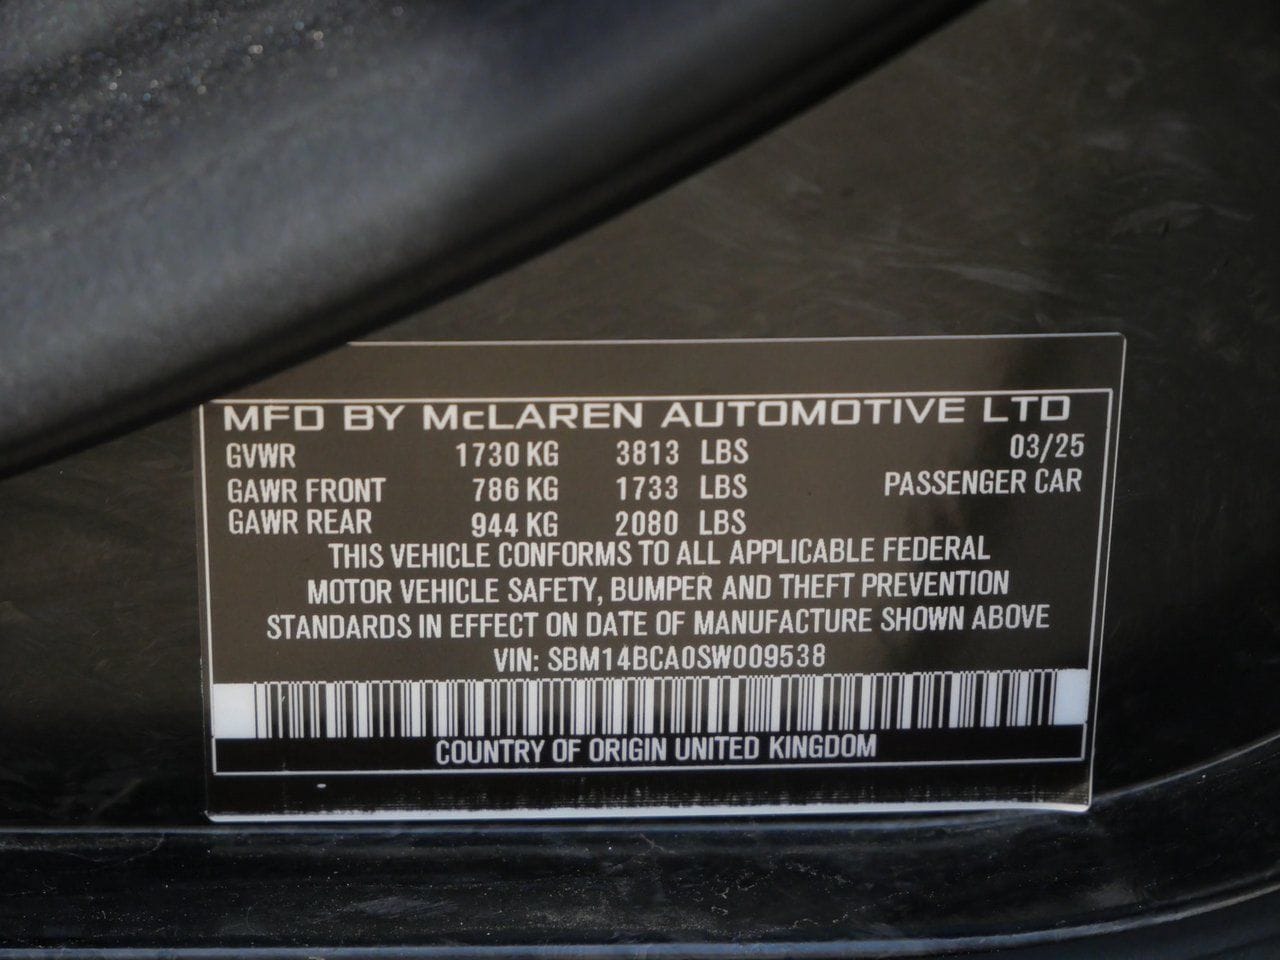 MFD BY McLAREN AUTOMOTIVE LTD
GVWR 1730 KG 3813 LBS 03/25
GAWR FRONT 786 KG 1733 LBS PASSENGER CAR
GAWR REAR 944 KG 2080 LBS
THIS VEHICLE CONFORMS TO ALL APPLICABLE FEDERAL
MOTOR VEHICLE SAFETY, BUMPER AND THEFT PREVENTION
STANDARDS IN EFFECT ON DATE OF MANUFACTURE SHOWN ABOVE
VIN: SBM14BCA0SW009538
COUNTRY OF ORIGIN UNITED KINGDOM